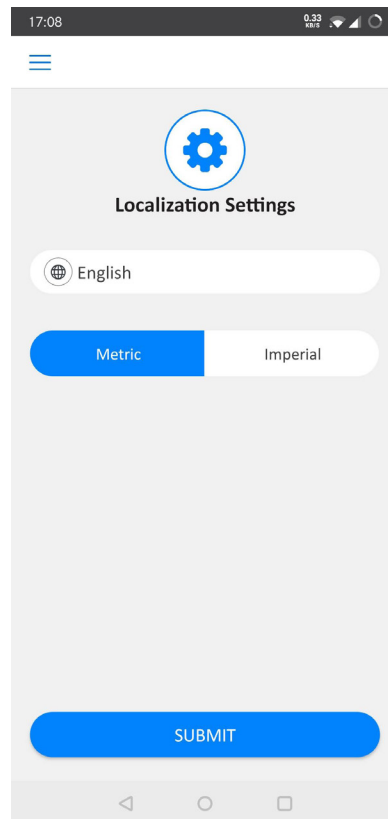 17:08
0.33
KB/S
Localization Settings
English
Metric
Imperial
SUBMIT